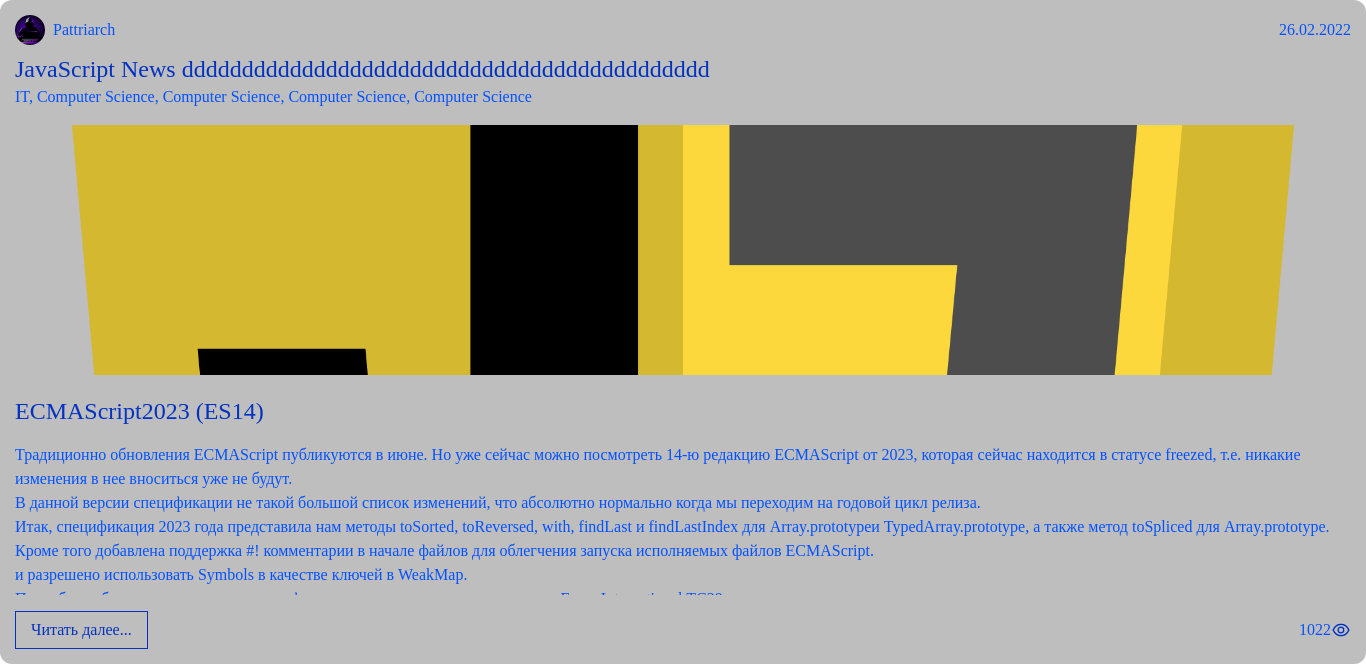 Pattriarch
26.02.2022
JavaScript News dddddddddddddddddddddddddddddddddddddddddddd
IT, Computer Science, Computer Science, Computer Science, Computer Science
ECMAScript2023 (ES14)
Традиционно обновления ECMAScript публикуются в июне. Но уже сейчас можно посмотреть 14-ю редакцию ECMAScript от 2023, которая сейчас находится в статусе freezed, т.е. никакие
изменения в нее вноситься уже не будут.
В данной версии спецификации не такой большой список изменений, что абсолютно нормально когда мы переходим на годовой цикл релиза.
Итак, спецификация 2023 года представила нам методы toSorted, toReversed, with, findLast и findLastIndex для Array.prototypeи TypedArray.prototype, а также метод toSpliced для Array.prototype.
Кроме того добавлена поддержка #! комментарии в начале файлов для облегчения запуска исполняемых файлов ECMAScript.
и разрешено использовать Symbols в качестве ключей в WeakMap.
Читать далее...
1022